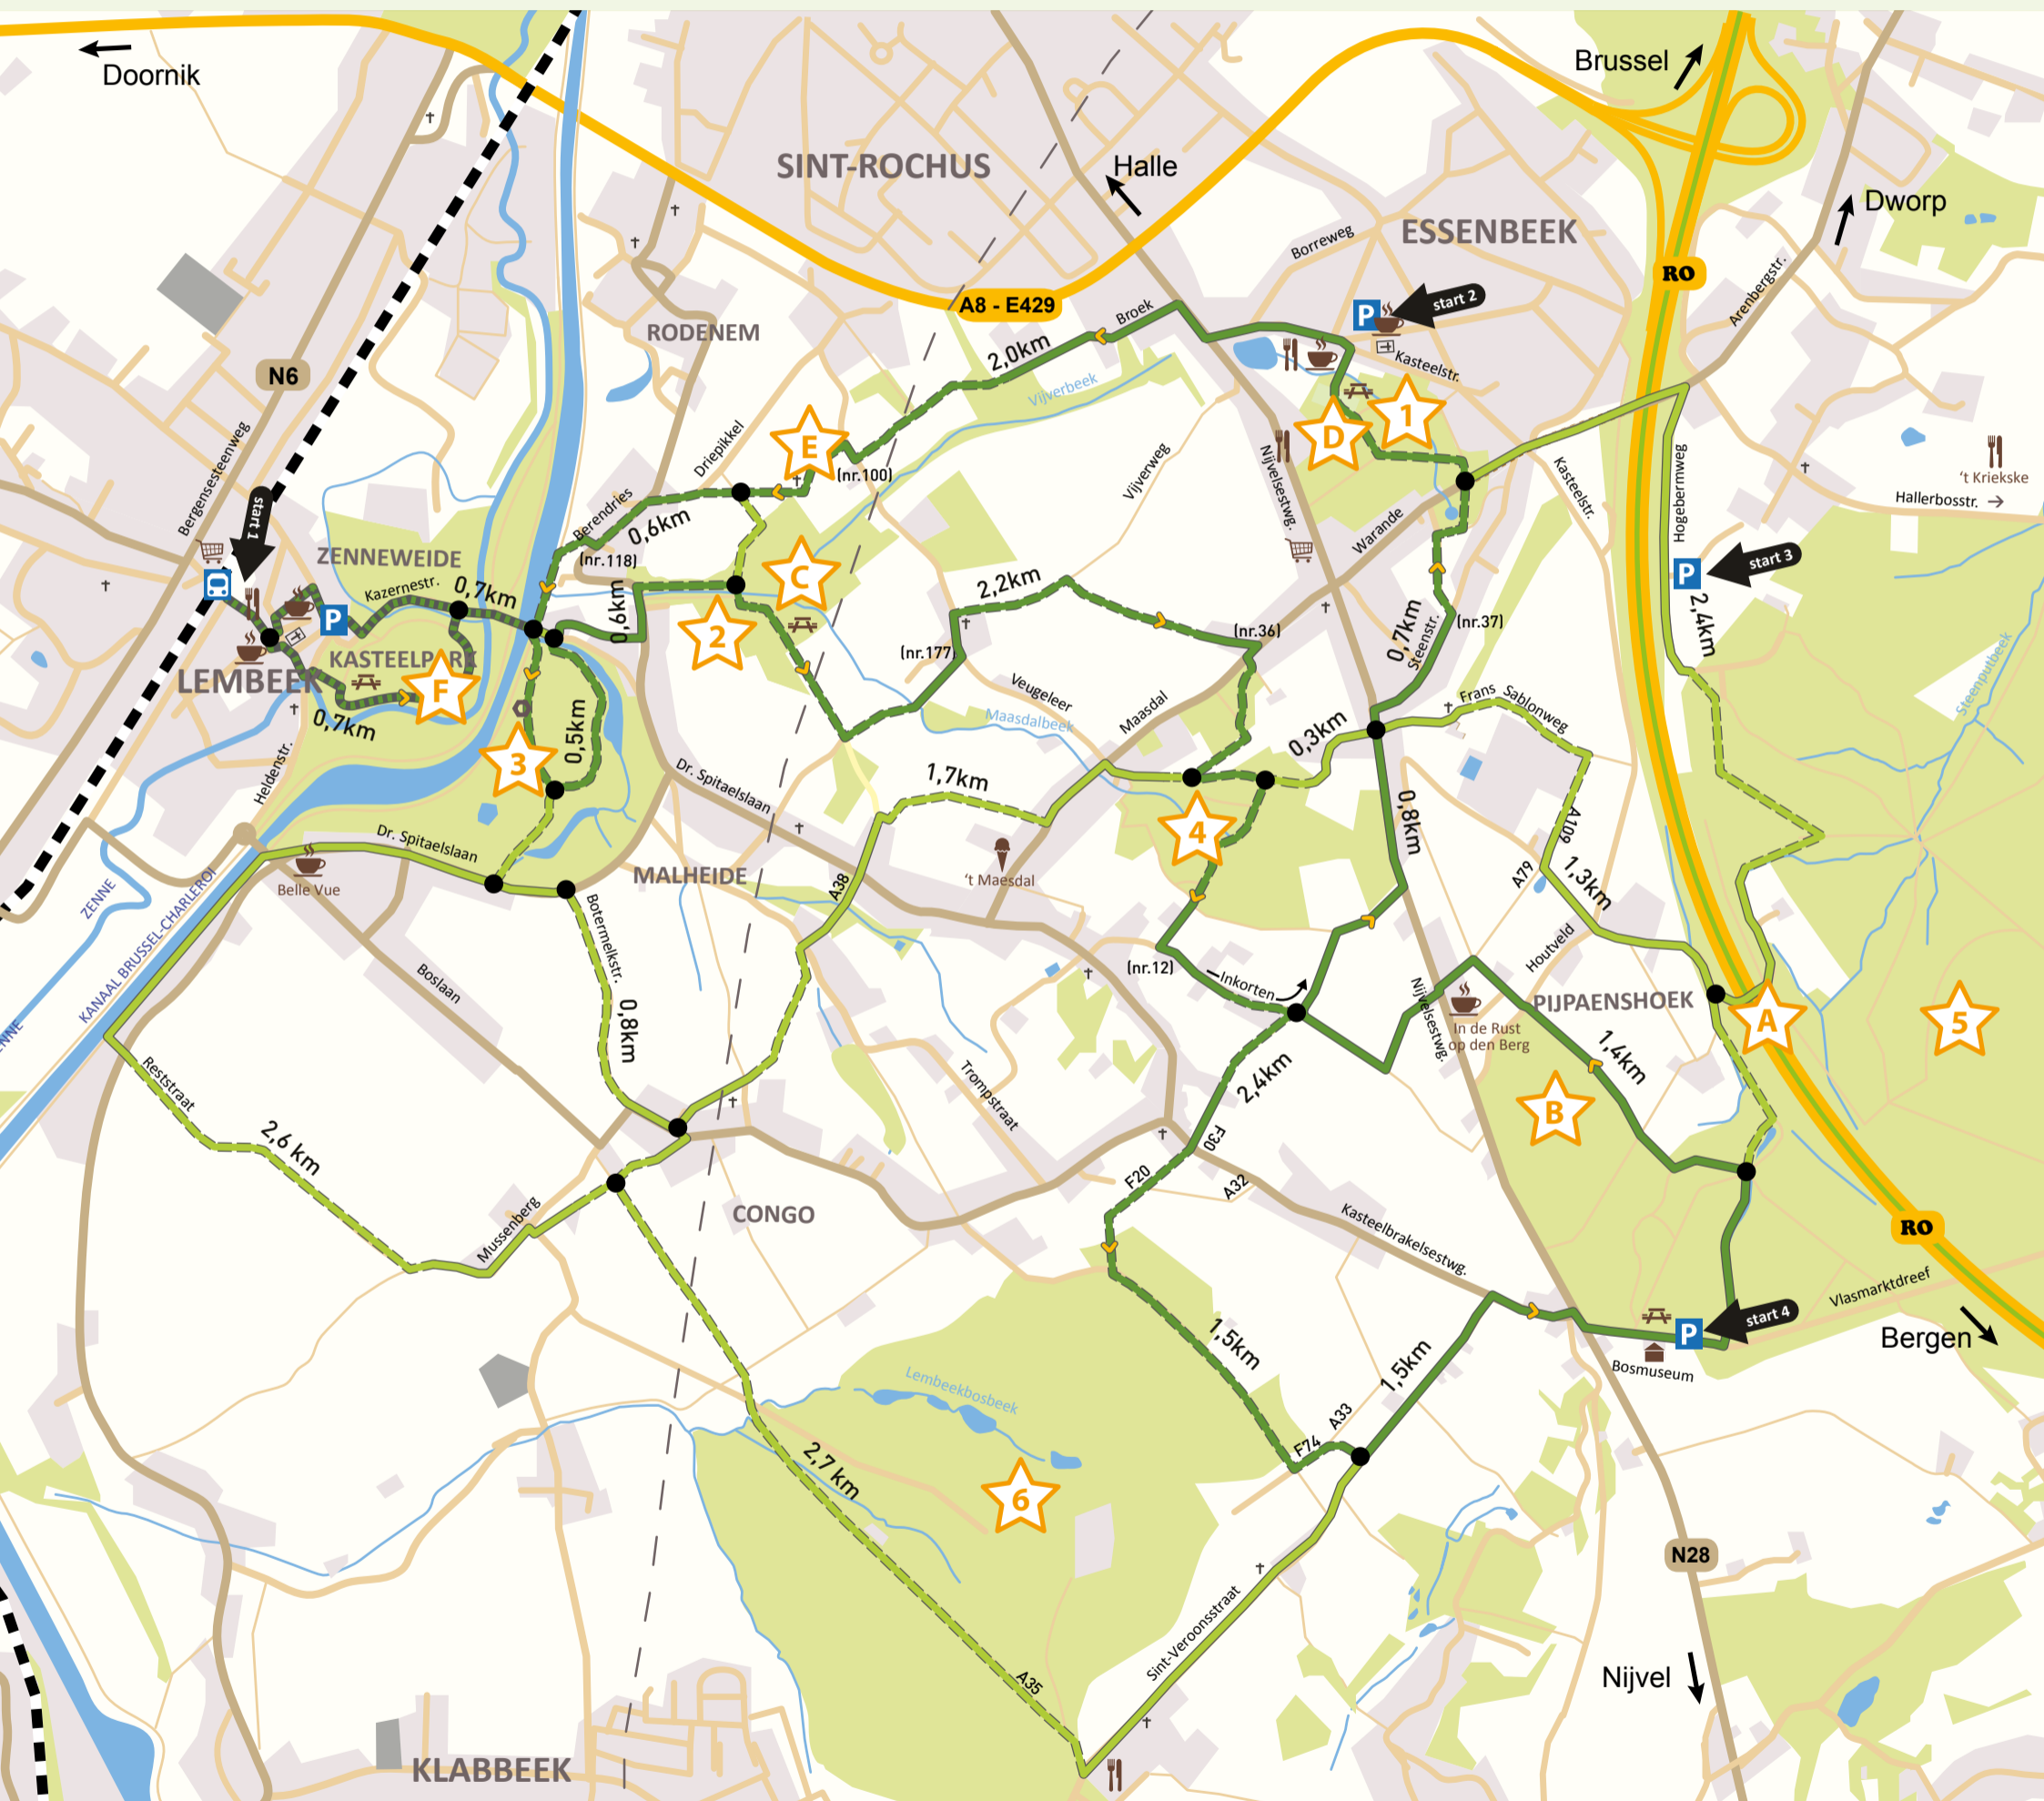 Doornik
Brussel
SINT-ROCHUS
Halle
ESSENBEEK
Dworp
Borreweg
RO
Arenbergstr.
A8 - E429
Broek
P
start 2
RODENEM
2,0km
Kasteelstr.
N6
Vijverbeek
1
D
E
Driepikkel
(nr.100)
Bergensesteenweg
Vijverweg
Nijvelsestwg.
Kasteelstr.
Hogebermweg
't Kriekske
Hallerbosstr.
start 1
Berendries
0,6km
Warande
(nr.118)
ZENNEWEIDE
Kazernestr.
0,7km
C
2,2km
P
start 3
P
0,9km
2
(nr.36)
0,7km
Steenstr.
(nr.37)
2,4km
KASTEELPARK
LEMBEEK
F
(nr.177)
Veugeleer
Maasdal
Maasdalbeek
Frans Sablonweg
Steenputbeek
0,7km
0,5km
0,3km
3
Heldenstr.
Dr. Spitaelslaan
1,7km
0,8km
A109
4
Dr. Spitaelslaan
MALHEIDE
't Maesdal
A38
A79
1,3km
Belle Vue
ZENNE
KANAAL BRUSSEL-CHARLEROI
Botermelkstr.
Boslaan
(nr.12)
Inkorten
Houtveld
Nijvelsestwg.
PIJPAENSHOEK
In de Rust
op den Berg
A
5
0,8km
1,4km
Reststraat
2,4km
Trompstraat
B
2,6 km
F30
F20
A32
Mussenberg
CONGO
Kasteelbrakelsestwg.
RO
Vlasmarktdreef
P
start 4
Bergen
Bosmuseum
1,5km
1,5km
Lembeekbosbeek
A33
F74
2,7 km
6
N28
Sint-Veroonsstraat
A35
Nijvel
KLABBEEK